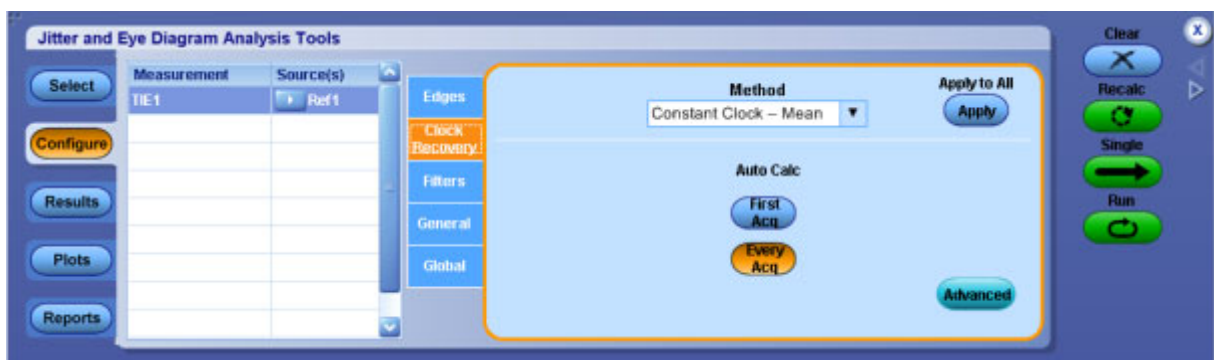 Jitter and Eye Diagram Analysis Tools
Select
Configure
Results
Plots
Reports
Measurement Source(s)
TIE1 Ref1
Edges
Clock
Recovery
Filters
General
Global
Method
Constant Clock – Mean
Apply to All
Apply
Auto Calc
First
Acq
Every
Acq
Advanced
Clear
x
Recalc
Single
Run